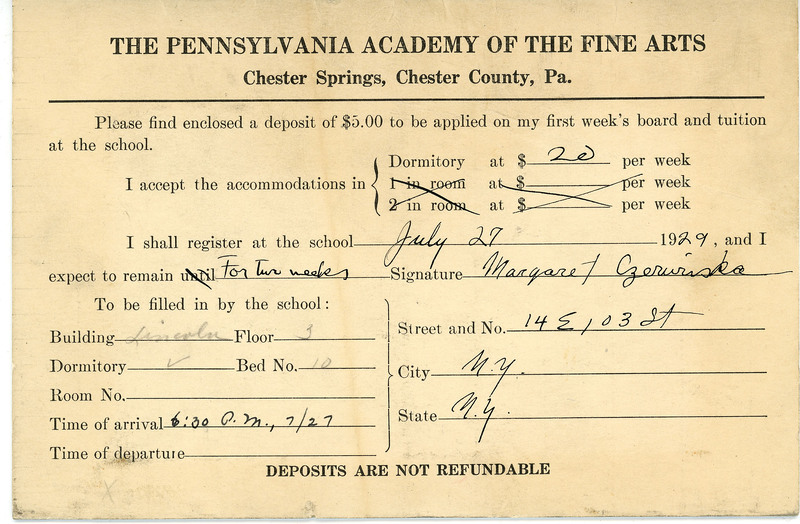 THE PENNSYLVANIA ACADEMY OF THE FINE ARTS
Chester Springs, Chester County, Pa.
Please find enclosed a deposit of $5.00 to be applied on my first week's board and tuition
at the school.
I accept the accommodations in
Dormitory at $ 20 per week
1 in room at $ per week
2 in room at $ per week
I shall register at the school July 27 1929, and I
expect to remain until For two weeks Signature Margaret Czerwinska
To be filled in by the school:
Building Lincoln Floor 3
Dormitory ✓ Bed No. 10
Room No.
Time of arrival 6:30 P.M., 7/27
Time of departure
Street and No. 14 E 103 St
City N.Y.
State N.Y.
DEPOSITS ARE NOT REFUNDABLE